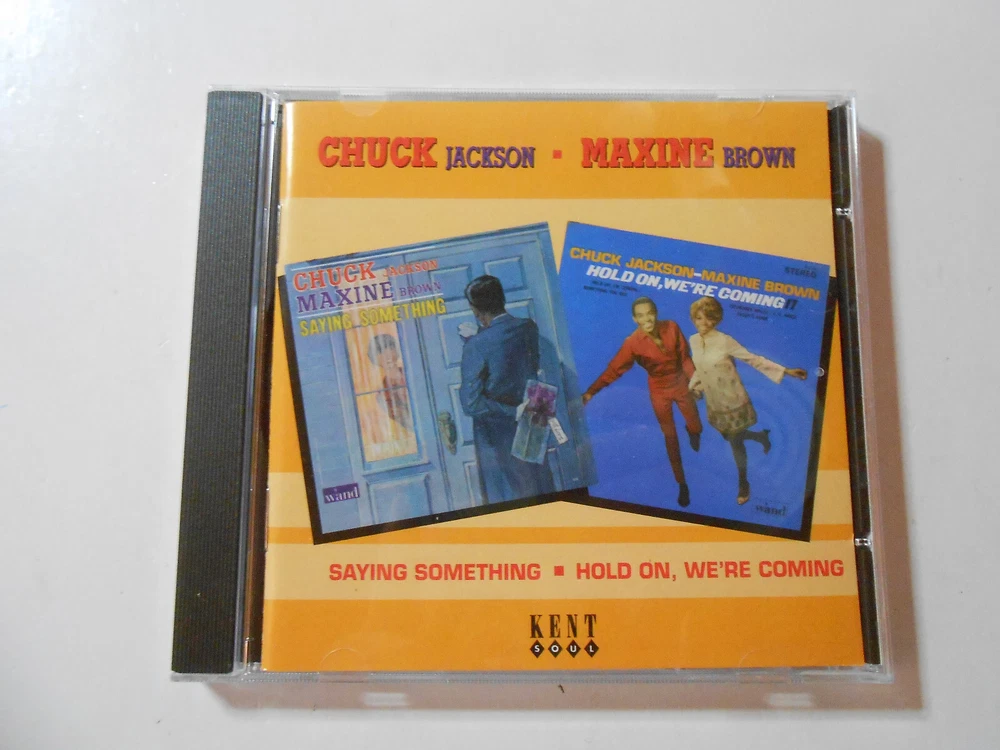 CHUCK JACKSON ▪ MAXINE BROWN
CHUCK JACKSON
MAXINE BROWN
SAYING SOMETHING
wand
STEREO
CHUCK JACKSON–MAXINE BROWN
HOLD ON, WE'RE COMING!!
wand
SAYING SOMETHING ▪ HOLD ON, WE'RE COMING
KENT
SOUL